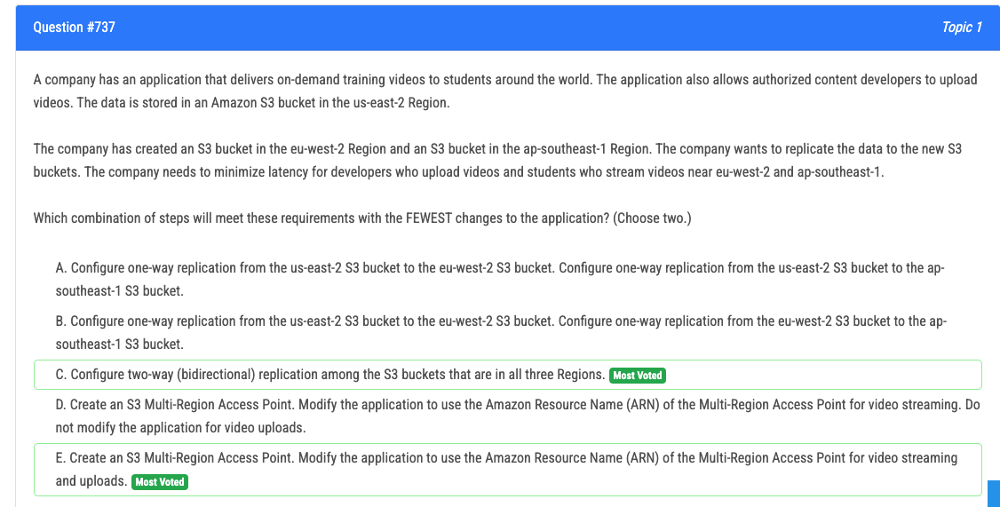 Question #737
Topic 1
A company has an application that delivers on-demand training videos to students around the world. The application also allows authorized content developers to upload
videos. The data is stored in an Amazon S3 bucket in the us-east-2 Region.
The company has created an S3 bucket in the eu-west-2 Region and an S3 bucket in the ap-southeast-1 Region. The company wants to replicate the data to the new S3
buckets. The company needs to minimize latency for developers who upload videos and students who stream videos near eu-west-2 and ap-southeast-1.
Which combination of steps will meet these requirements with the FEWEST changes to the application? (Choose two.)
A. Configure one-way replication from the us-east-2 S3 bucket to the eu-west-2 S3 bucket. Configure one-way replication from the us-east-2 S3 bucket to the ap-
southeast-1 S3 bucket.
B. Configure one-way replication from the us-east-2 S3 bucket to the eu-west-2 S3 bucket. Configure one-way replication from the eu-west-2 S3 bucket to the ap-
southeast-1 S3 bucket.
C. Configure two-way (bidirectional) replication among the S3 buckets that are in all three Regions. Most Voted
D. Create an S3 Multi-Region Access Point. Modify the application to use the Amazon Resource Name (ARN) of the Multi-Region Access Point for video streaming. Do
not modify the application for video uploads.
E. Create an S3 Multi-Region Access Point. Modify the application to use the Amazon Resource Name (ARN) of the Multi-Region Access Point for video streaming
and uploads. Most Voted